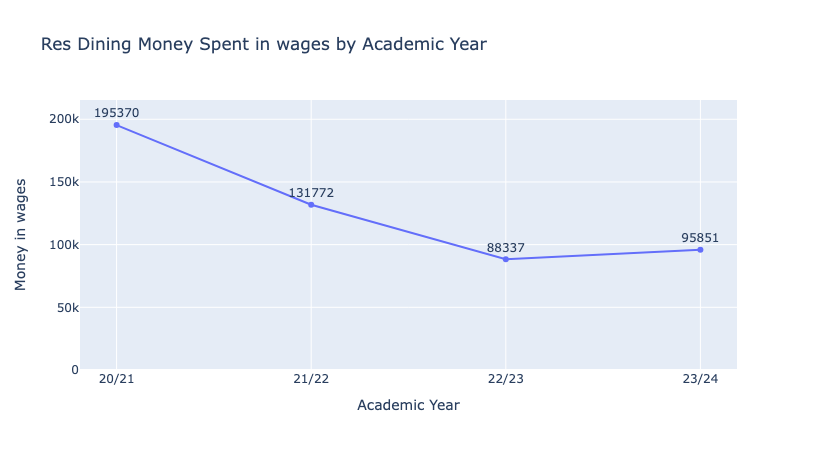 Res Dining Money Spent in wages by Academic Year
Money in wages
200k
150k
100k
50k
0
195370
131772
88337
95851
20/21 21/22 22/23 23/24
Academic Year